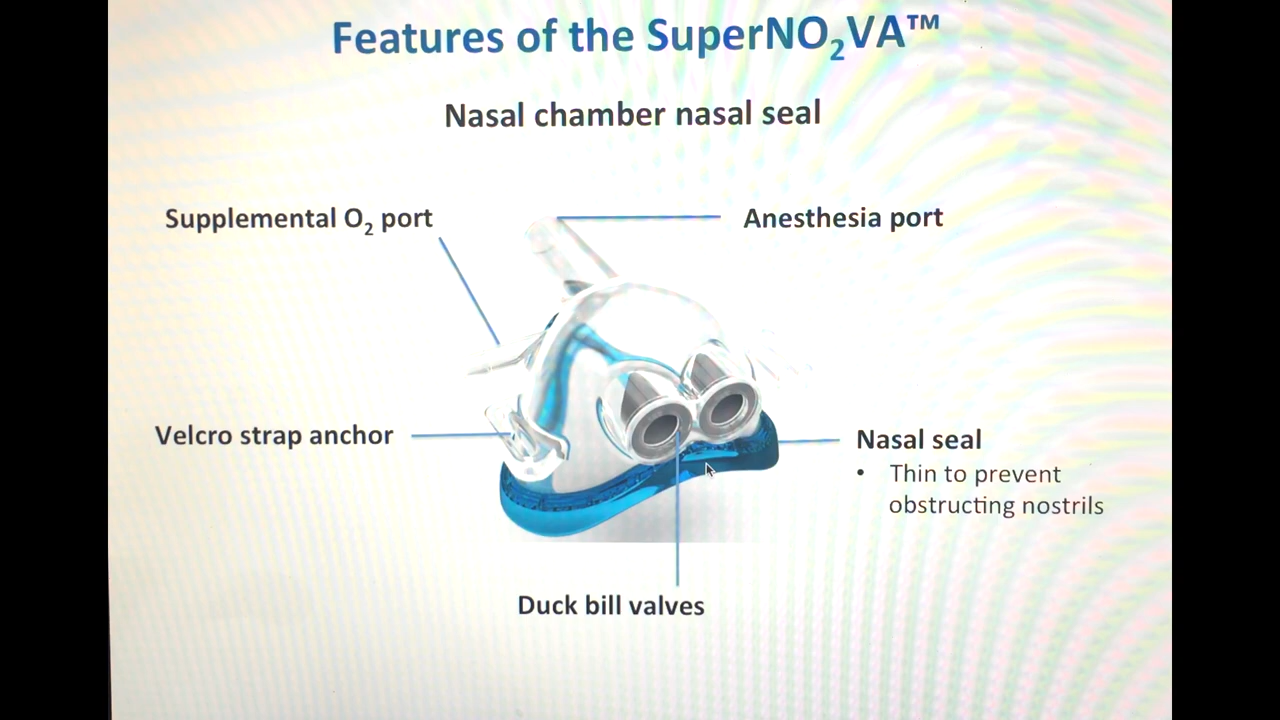 Features of the SuperNO₂VA™
Nasal chamber nasal seal
Supplemental O₂ port
Anesthesia port
Velcro strap anchor
Nasal seal
• Thin to prevent
obstructing nostrils
Duck bill valves